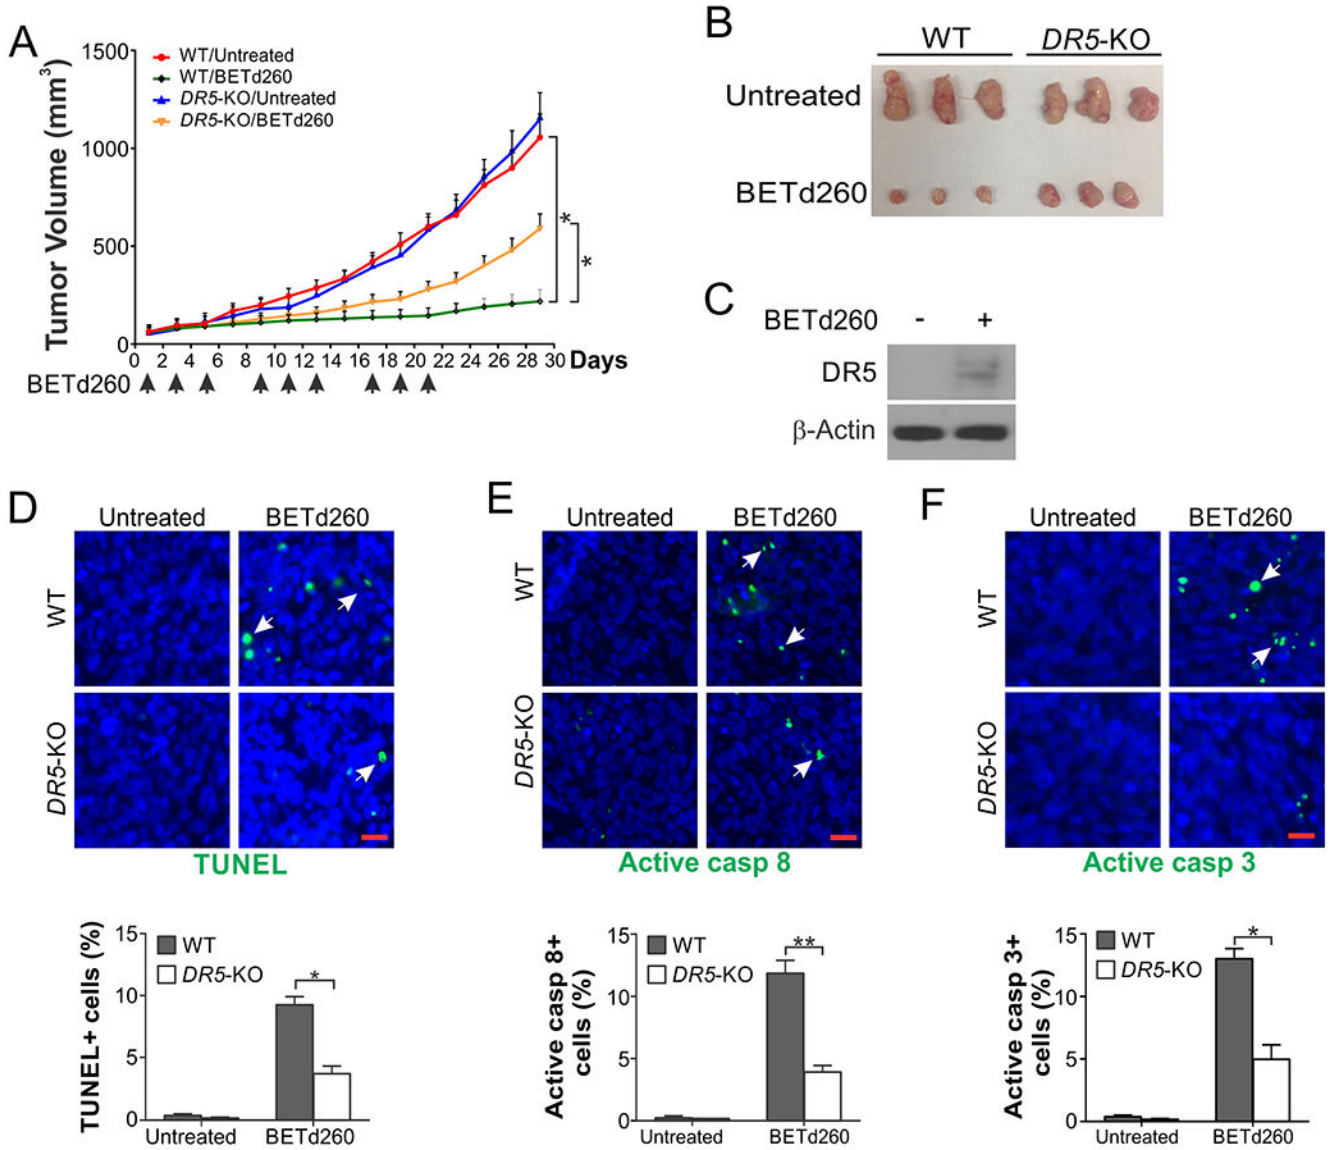 A
Tumor Volume (mm³)
1500
1000
500
0
WT/Untreated
WT/BETd260
DR5-KO/Untreated
DR5-KO/BETd260
*
*
0 2 4 6 8 10 12 14 16 18 20 22 24 26 28 30 Days
BETd260
B
WT DR5-KO
Untreated
BETd260
C
BETd260 - +
DR5
β-Actin
D
Untreated BETd260
WT
DR5-KO
TUNEL
E
Untreated BETd260
WT
DR5-KO
Active casp 8
F
Untreated BETd260
WT
DR5-KO
Active casp 3
TUNEL+ cells (%)
15
10
5
0
WT
DR5-KO
*
Untreated BETd260
Active casp 8+
cells (%)
15
10
5
0
WT
DR5-KO
**
Untreated BETd260
Active casp 3+
cells (%)
15
10
5
0
WT
DR5-KO
*
Untreated BETd260